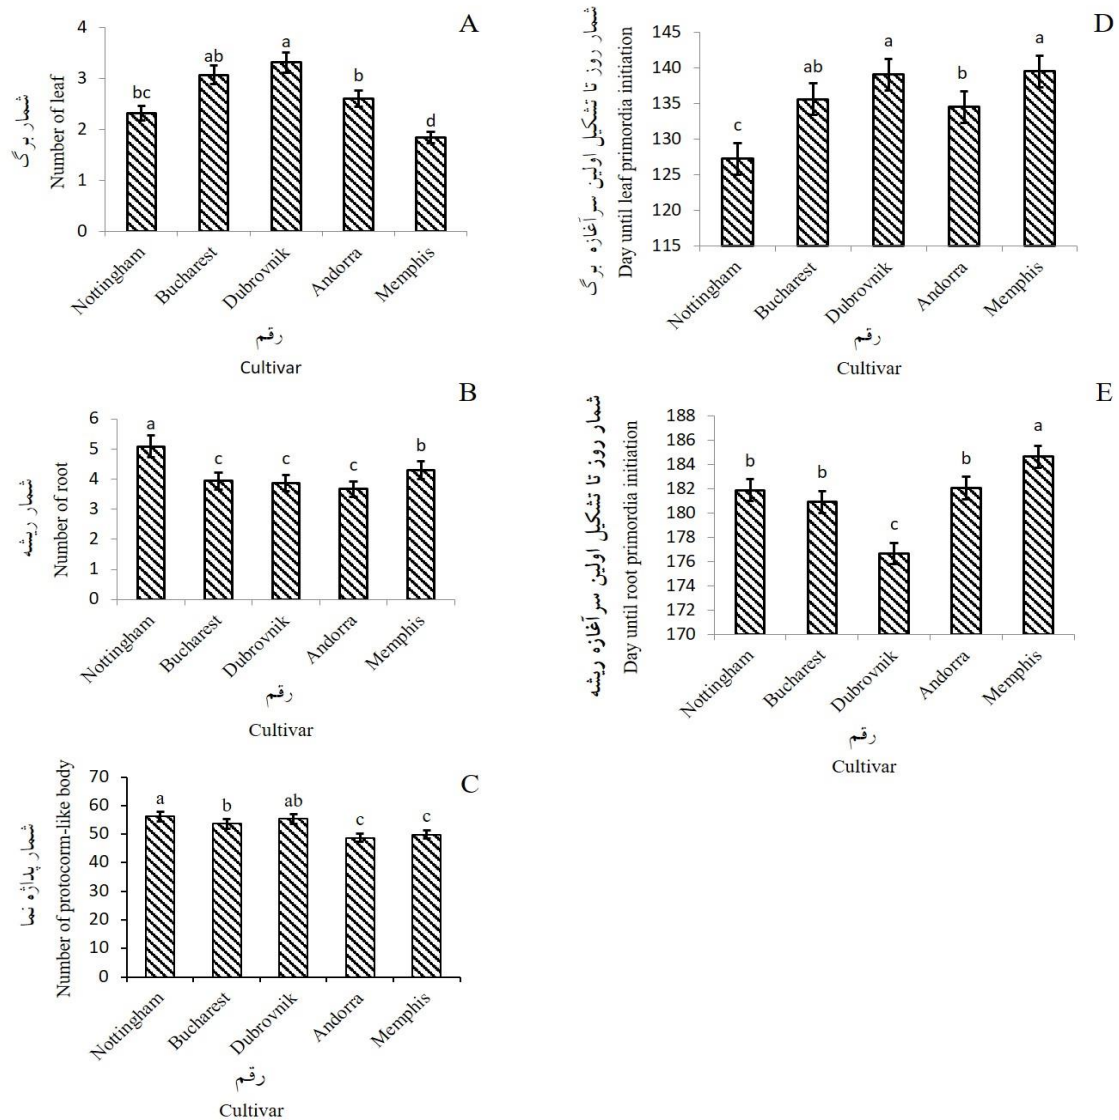 A
شمار برگ
Number of leaf
4
3
2
1
0
bc
ab
a
b
d
Nottingham
Bucharest
Dubrovnik
Andorra
Memphis
رقم
Cultivar
B
شمار ریشه
Number of root
6
5
4
3
2
1
0
a
c
c
c
b
Nottingham
Bucharest
Dubrovnik
Andorra
Memphis
رقم
Cultivar
C
شمار پداژه نما
Number of protocorm-like body
70
60
50
40
30
20
10
0
a
b
ab
c
c
Nottingham
Bucharest
Dubrovnik
Andorra
Memphis
رقم
Cultivar
D
شمار روز تا تشکیل اولین سرآغازه برگ
Day until leaf primordia initiation
145
140
135
130
125
120
115
c
ab
a
b
a
Nottingham
Bucharest
Dubrovnik
Andorra
Memphis
رقم
Cultivar
E
شمار روز تا تشکیل اولین سرآغازه ریشه
Day until root primordia initiation
188
186
184
182
180
178
176
174
172
170
b
b
c
b
a
Nottingham
Bucharest
Dubrovnik
Andorra
Memphis
رقم
Cultivar